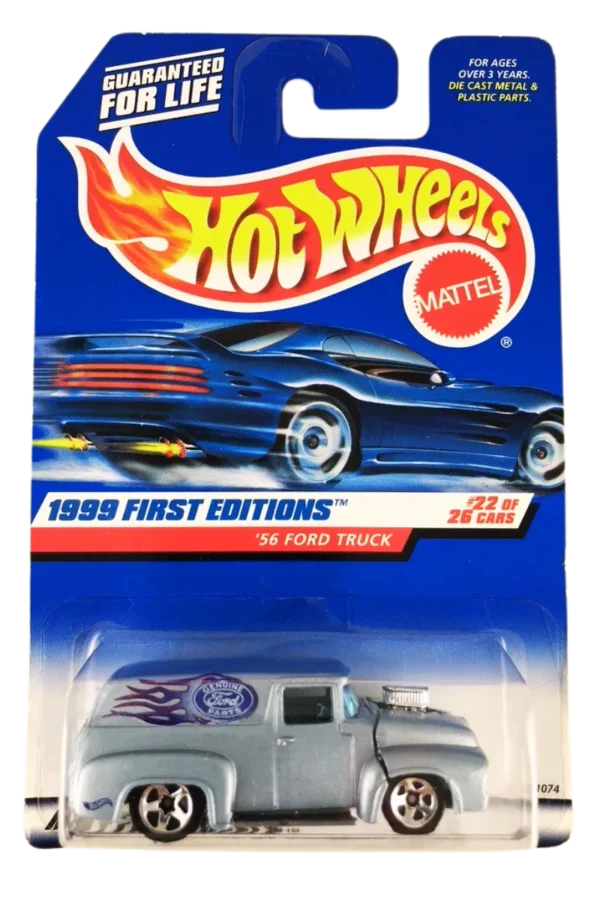 GUARANTEED
FOR LIFE
FOR AGES
OVER 3 YEARS.
DIE CAST METAL &
PLASTIC PARTS.
HOT WHEELS
MATTEL
®
1999 FIRST EDITIONS™
#22 OF
26 CARS
'56 FORD TRUCK
GENUINE
Ford
PARTS
1074